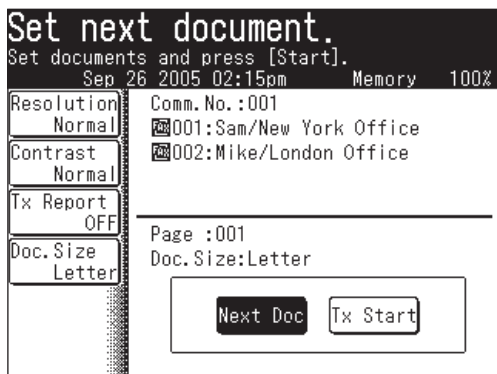 Set next document.
Set documents and press [Start].
Sep 26 2005 02:15pm Memory 100%
Resolution
Normal
Contrast
Normal
Tx Report
OFF
Doc.Size
Letter
Comm.No.:001
FAX001:Sam/New York Office
FAX002:Mike/London Office
Page :001
Doc.Size:Letter
Next Doc
Tx Start